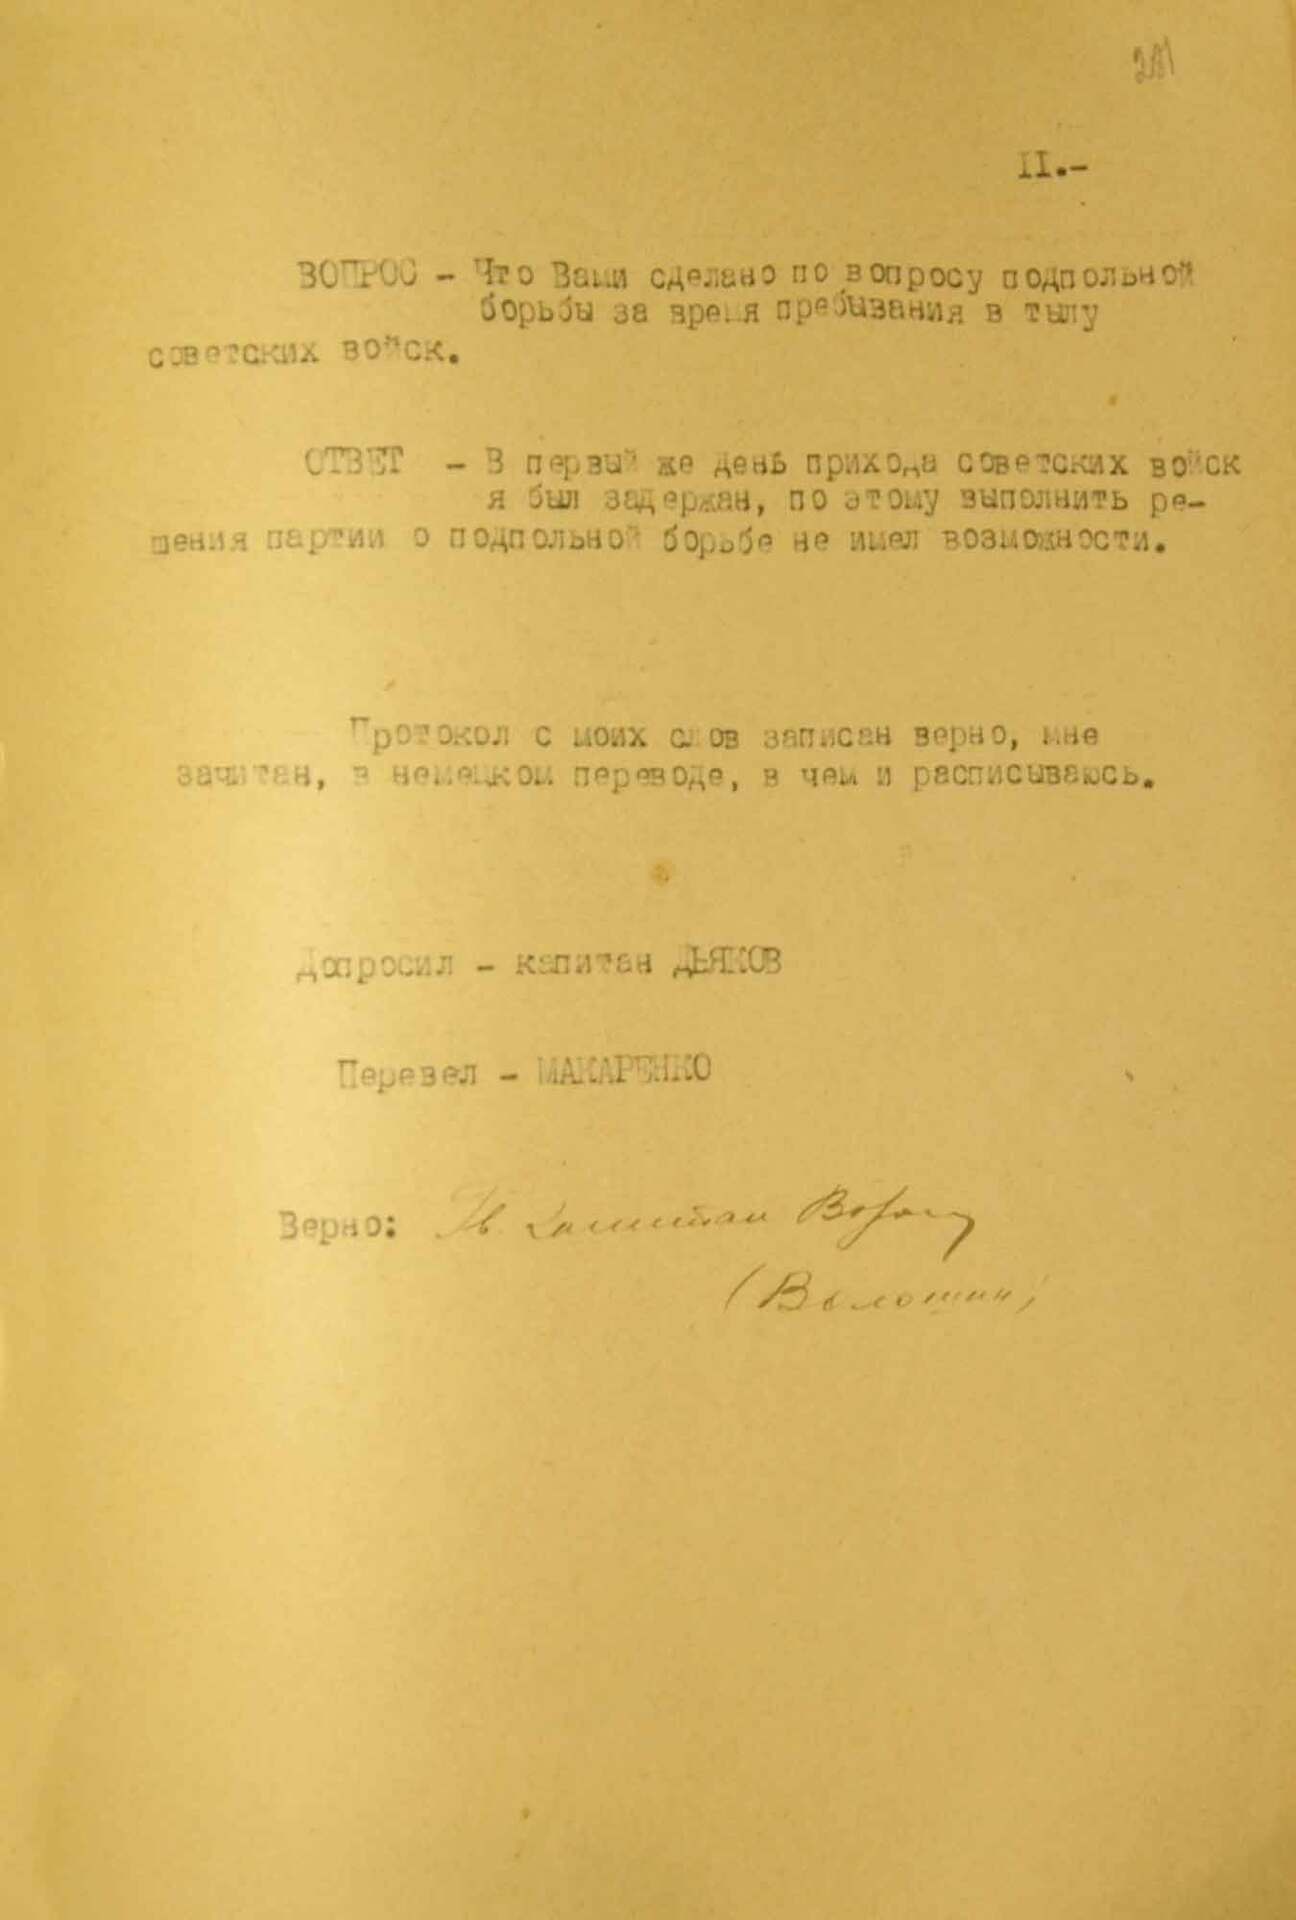 II.-
ВОПРОС - Что Вами сделано по вопросу подпольной
борьбы за время пребывания в тылу
советских войск.
ОТВЕТ - В первый же день прихода советских войск
я был задержан, по этому выполнить ре-
шения партии о подпольной борьбе не имел возможности.
Протокол с моих слов записан верно, мне
зачитан, в немецком переводе, в чем и расписываюсь.
Допросил - капитан ДЬЯКОВ
Перевел - МАКАРЕНКО
Верно: Гв. капитан
(Волошин)